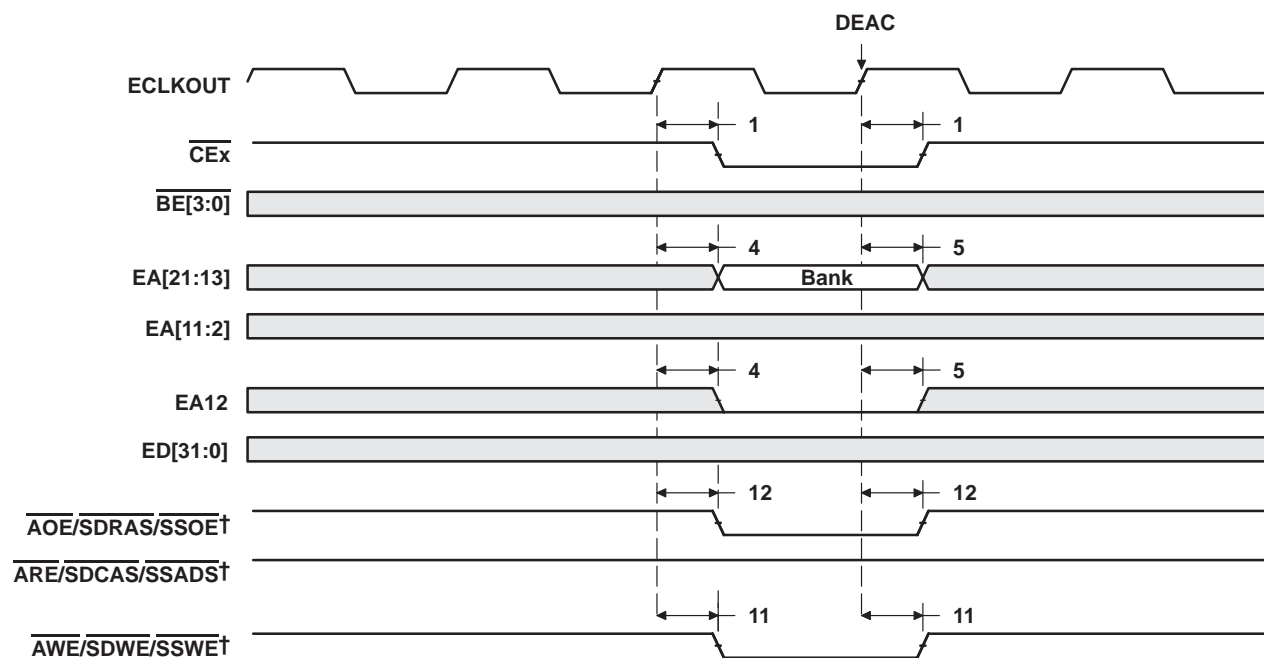 DEAC
ECLKOUT
1 1
CEx
BE[3:0]
4 5
EA[21:13] Bank
EA[11:2]
4 5
EA12
ED[31:0]
12 12
AOE/SDRAS/SSOE†
ARE/SDCAS/SSADS†
11 11
AWE/SDWE/SSWE†